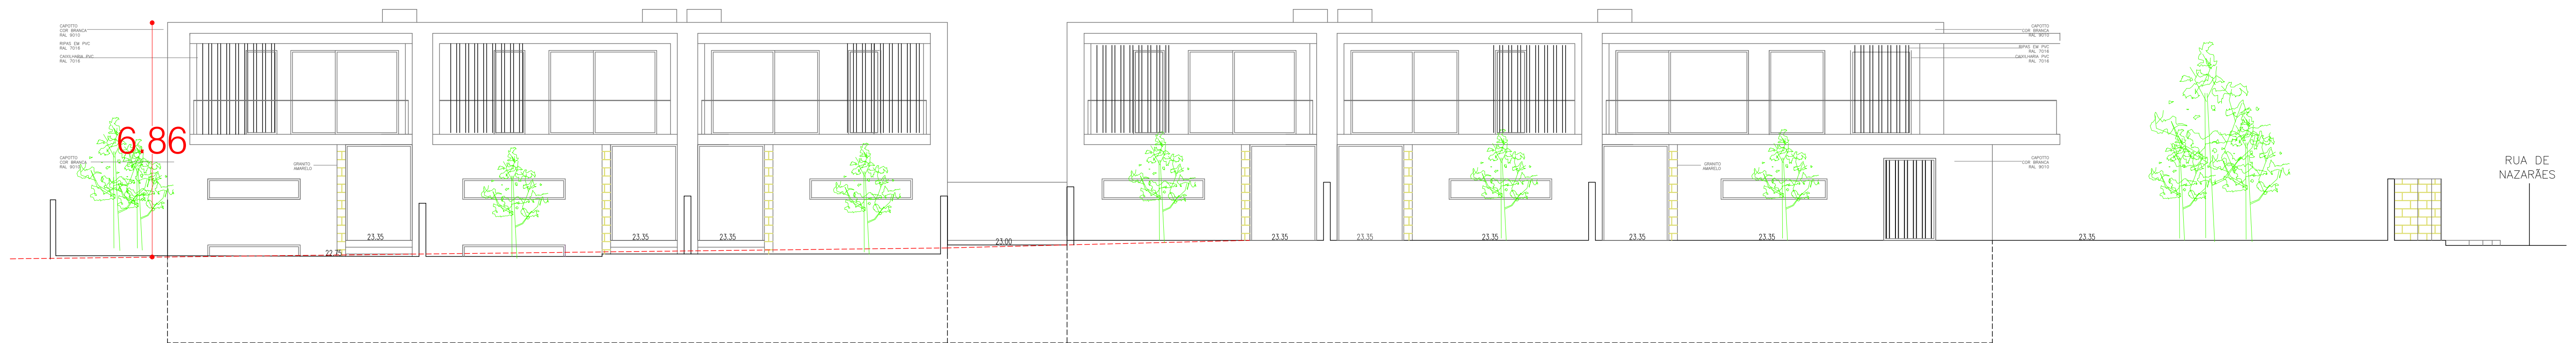 CAPOTTO
COR BRANCA
RAL 9010
RIPAS EM PVC
RAL 7016
CAIXILHARIA PVC
RAL 7016
6.86
CAPOTTO
COR BRANCA
RAL 9010
GRANITO
AMARELO
22.75
23.35
23.35
23.35
23.00
23.35
23.35
23.35
23.35
23.35
23.35
GRANITO
AMARELO
CAPOTTO
COR BRANCA
RAL 9010
RIPAS EM PVC
RAL 7016
CAIXILHARIA PVC
RAL 7016
CAPOTTO
COR BRANCA
RAL 9010
RUA DE
NAZARÃES